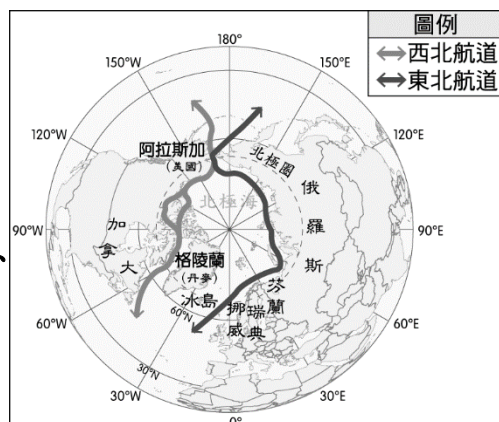 圖例
西北航道
東北航道
180°
150°W
150°E
120°W
120°E
阿拉斯加
(美國)
北極圈
俄羅斯
北極海
90°W
90°E
加拿大
格陵蘭
(丹麥)
冰島
芬蘭
挪威
瑞典
60°W
60°N
60°E
30°N
30°W
30°E
0°